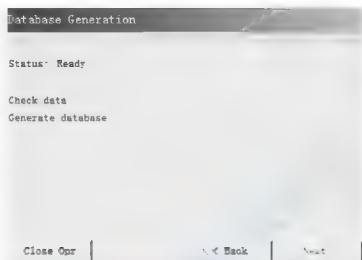 Database Generation
Status: Ready
Check data
Generate database
Close Opr
< Back
Next